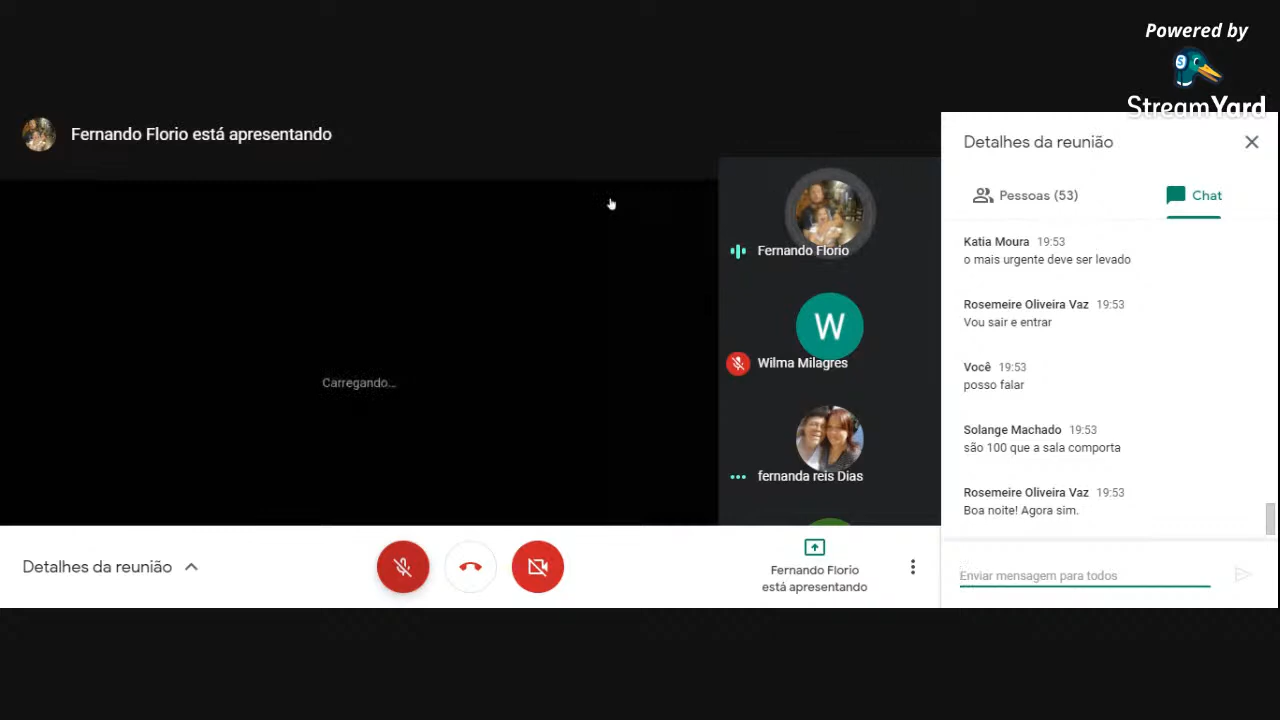 Powered by
StreamYard
Fernando Florio está apresentando
Carregando...
Fernando Florio
W
Wilma Milagres
fernanda reis Dias
Detalhes da reunião
Pessoas (53)
Chat
Katia Moura 19:53
o mais urgente deve ser levado
Rosemeire Oliveira Vaz 19:53
Vou sair e entrar
Você 19:53
posso falar
Solange Machado 19:53
são 100 que a sala comporta
Rosemeire Oliveira Vaz 19:53
Boa noite! Agora sim.
Enviar mensagem para todos
Detalhes da reunião
Fernando Florio
está apresentando